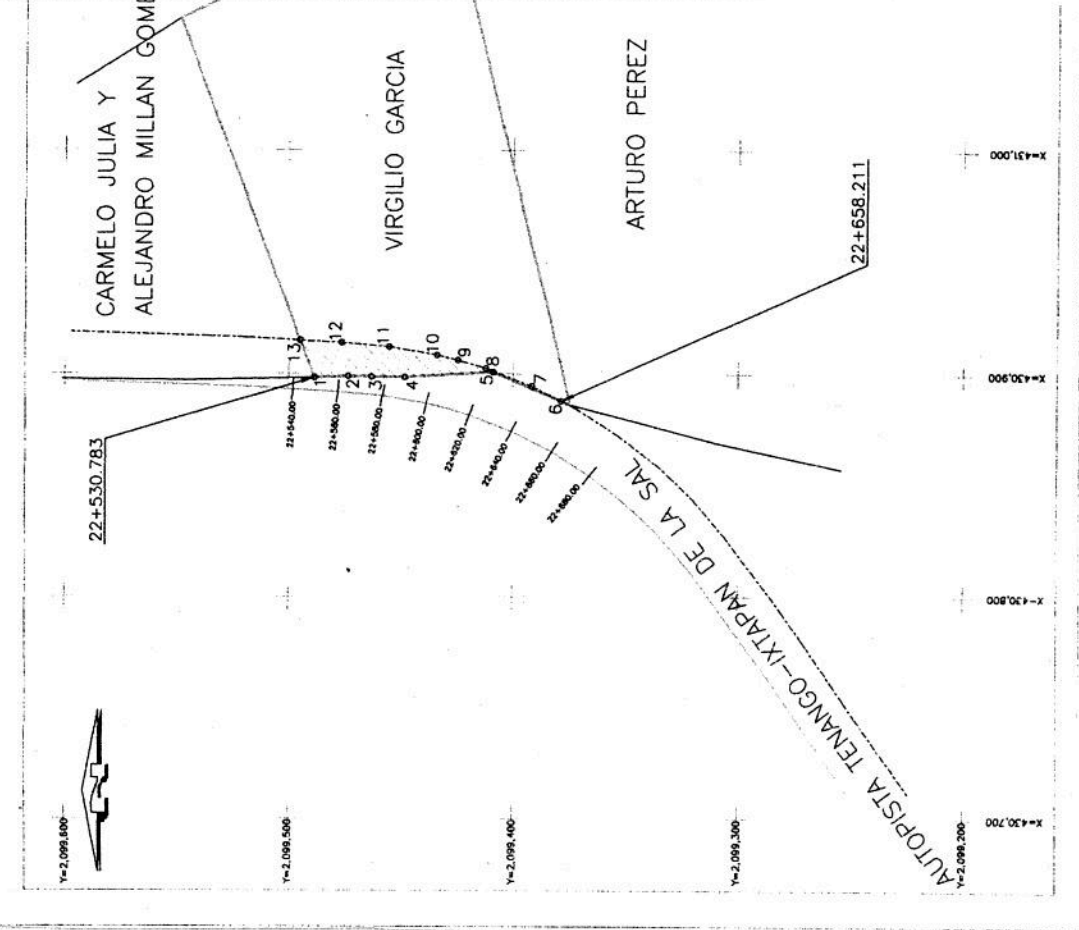 CARMELO JULIA Y
ALEJANDRO MILLAN
VIRGILIO GARCIA
ARTURO PEREZ
22+530.783
22+658.211
1
2
3
4
5
6
7
8
9
10
11
12
13
22+540.00
22+560.00
22+580.00
22+600.00
22+620.00
22+640.00
22+660.00
22+680.00
AUTOPISTA TENANGO-IXTAPAN DE LA SAL
Y=2,099,600
Y=2,099,500
Y=2,099,400
Y=2,099,300
Y=2,099,200
X=431,000
X=430,900
X=430,800
X=430,700